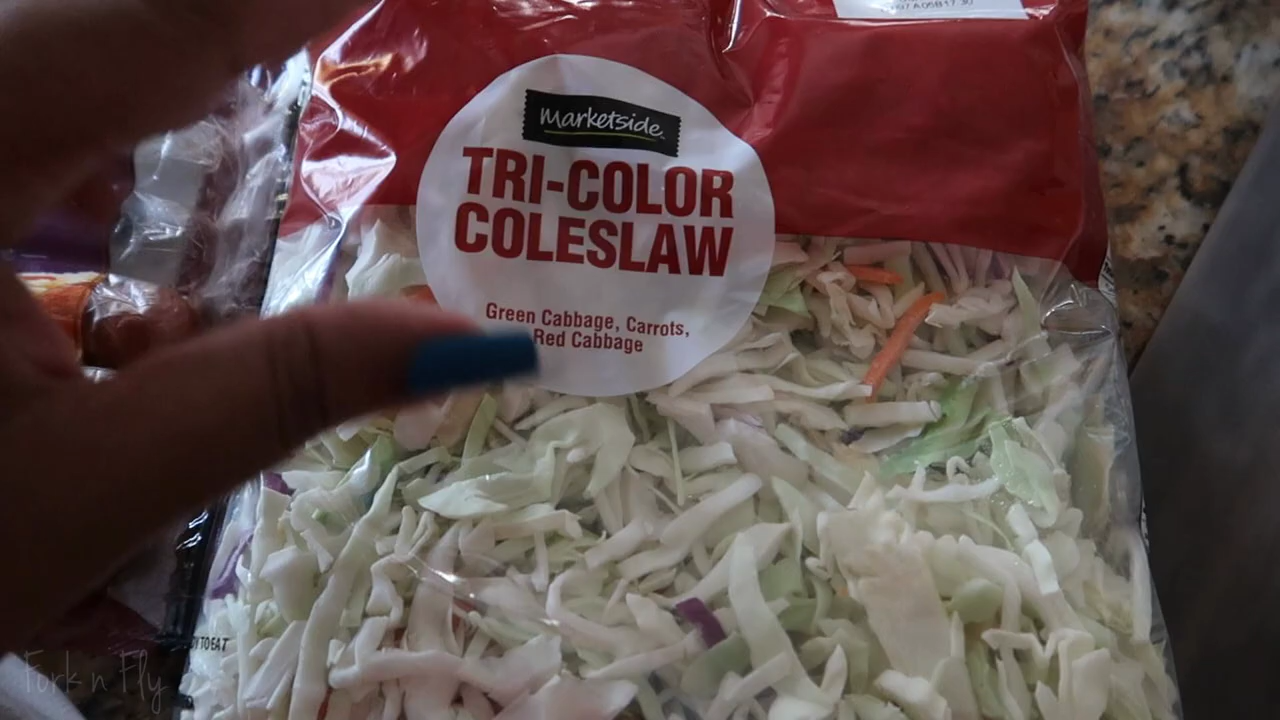 Marketside
TRI-COLOR
COLESLAW
Green Cabbage, Carrots,
Red Cabbage
TO EAT
Fork n Fly